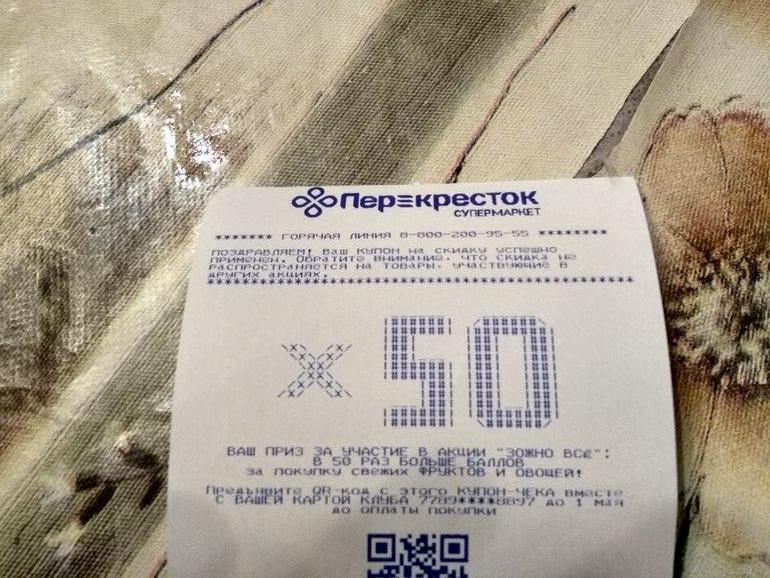 Перекресток
СУПЕРМАРКЕТ
******* ГОРЯЧАЯ ЛИНИЯ 8-800-200-95-55 ********
ПОЗДРАВЛЯЕМ! Ваш купон на скидку успешно
применен. Обратите внимание, что скидка не
распространяется на товары, участвующие в
других акциях.
**************************************************
x 50
ВАШ ПРИЗ ЗА УЧАСТИЕ В АКЦИИ "ЗОЖНО ВСЁ":
В 50 РАЗ БОЛЬШЕ БАЛЛОВ
за покупку свежих ФРУКТОВ И ОВОЩЕЙ!
Предъявите QR-код с этого КУПОН-ЧЕКА вместе
С ВАШЕЙ КАРТОЙ КЛУБА 7789****8897 до 1 мая
до оплаты покупки